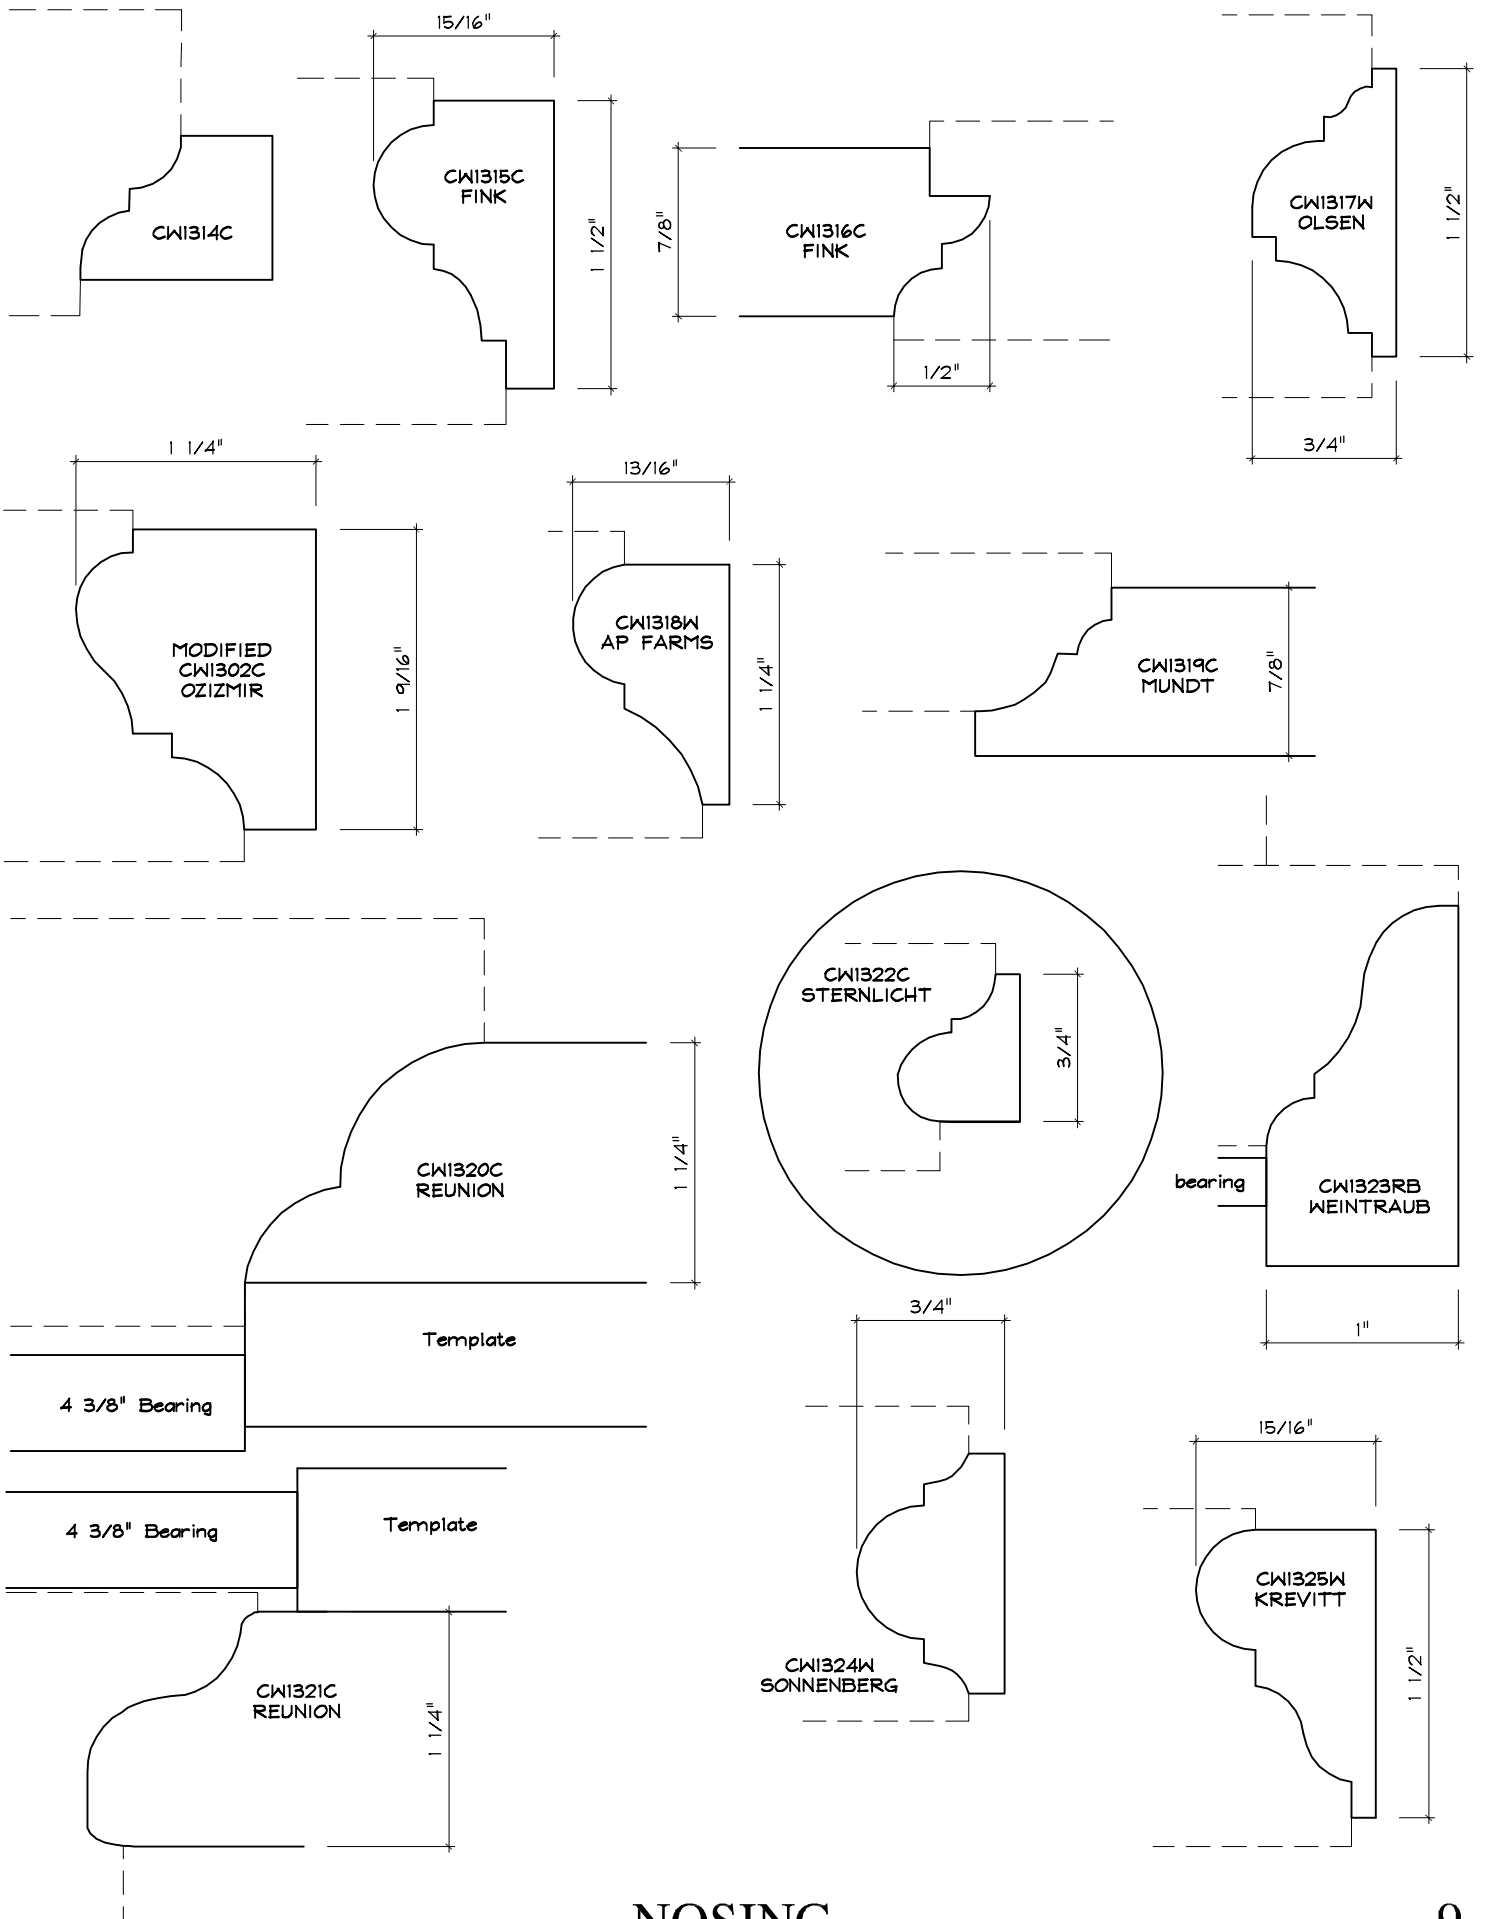 15/16"
CW1314C
CW1315C
FINK
1 1/2"
7/8"
CW1316C
FINK
1/2"
CW1317W
OLSEN
1 1/2"
3/4"
1 1/4"
MODIFIED
CW1302C
OZIZMIR
1 9/16"
13/16"
CW1318W
AP FARMS
1 1/4"
CW1319C
MUNDT
7/8"
CW1320C
REUNION
1 1/4"
Template
4 3/8" Bearing
CW1322C
STERNLICHT
3/4"
bearing
CW1323RB
WEINTRAUB
1"
4 3/8" Bearing
Template
CW1321C
REUNION
1 1/4"
3/4"
CW1324W
SONNENBERG
15/16"
CW1325W
KREVITT
1 1/2"
NOSING
9